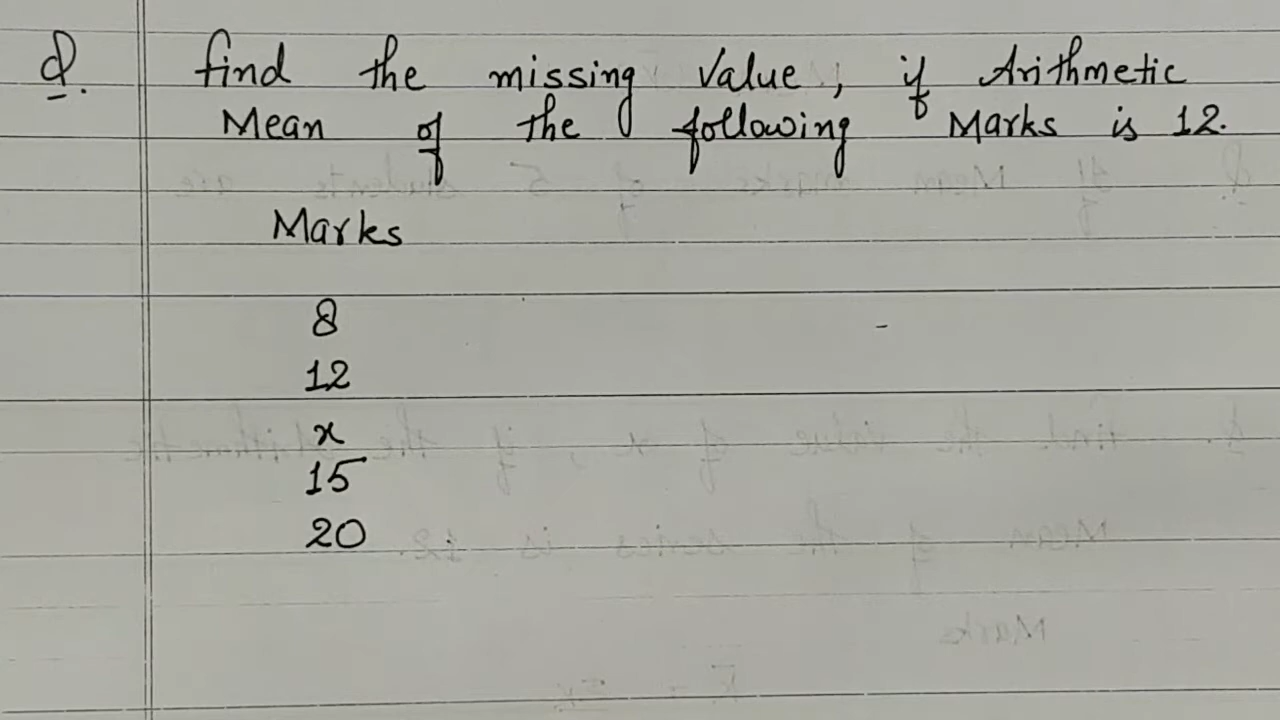 Q. find the missing value, if Arithmetic
Mean of the following Marks is 12.
Marks
8
12
x
15
20